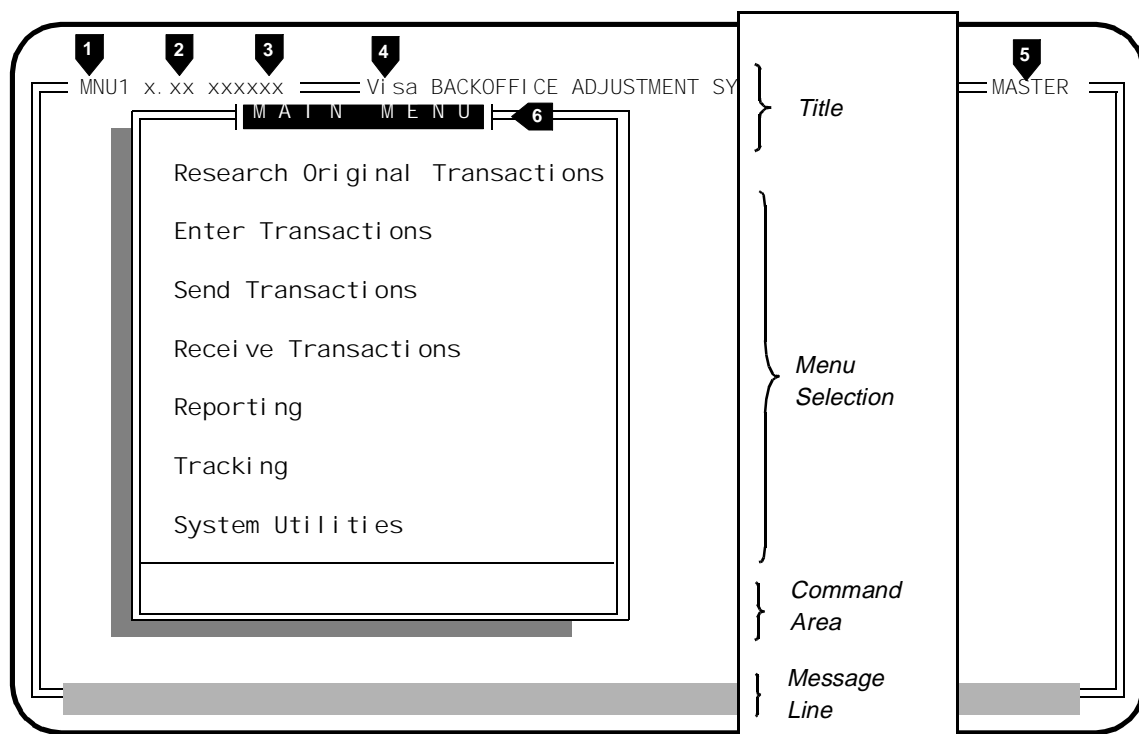 1 2 3 4 5
MNU1 x.xx xxxxxx Visa BACKOFFICE ADJUSTMENT SY MASTER
MAIN MENU 6
Title
Research Original Transactions
Enter Transactions
Send Transactions
Receive Transactions
Menu
Selection
Reporting
Tracking
System Utilities
Command
Area
Message
Line